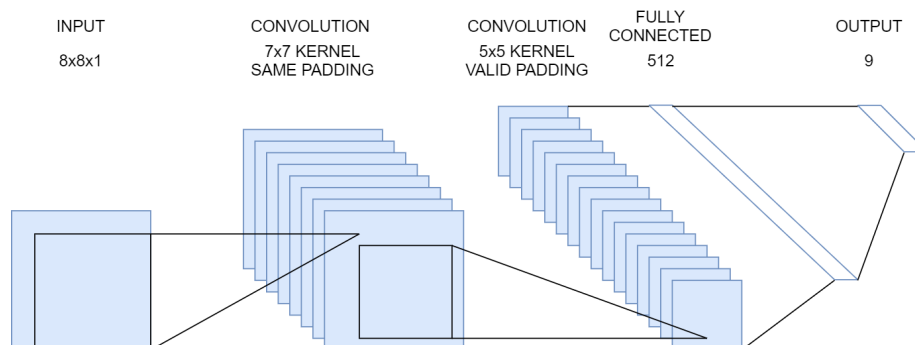 INPUT
8x8x1
CONVOLUTION
7x7 KERNEL
SAME PADDING
CONVOLUTION
5x5 KERNEL
VALID PADDING
FULLY
CONNECTED
512
OUTPUT
9